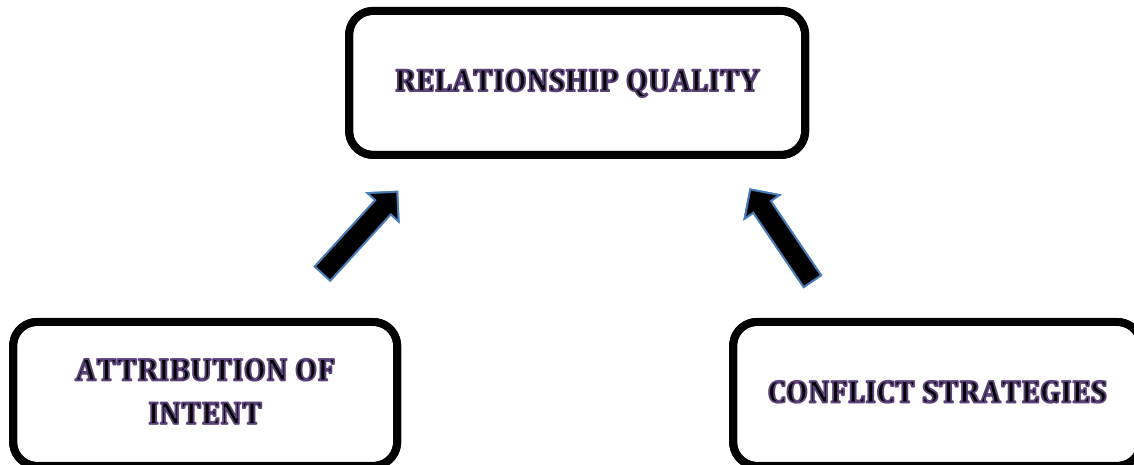 RELATIONSHIP QUALITY
ATTRIBUTION OF
INTENT
CONFLICT STRATEGIES